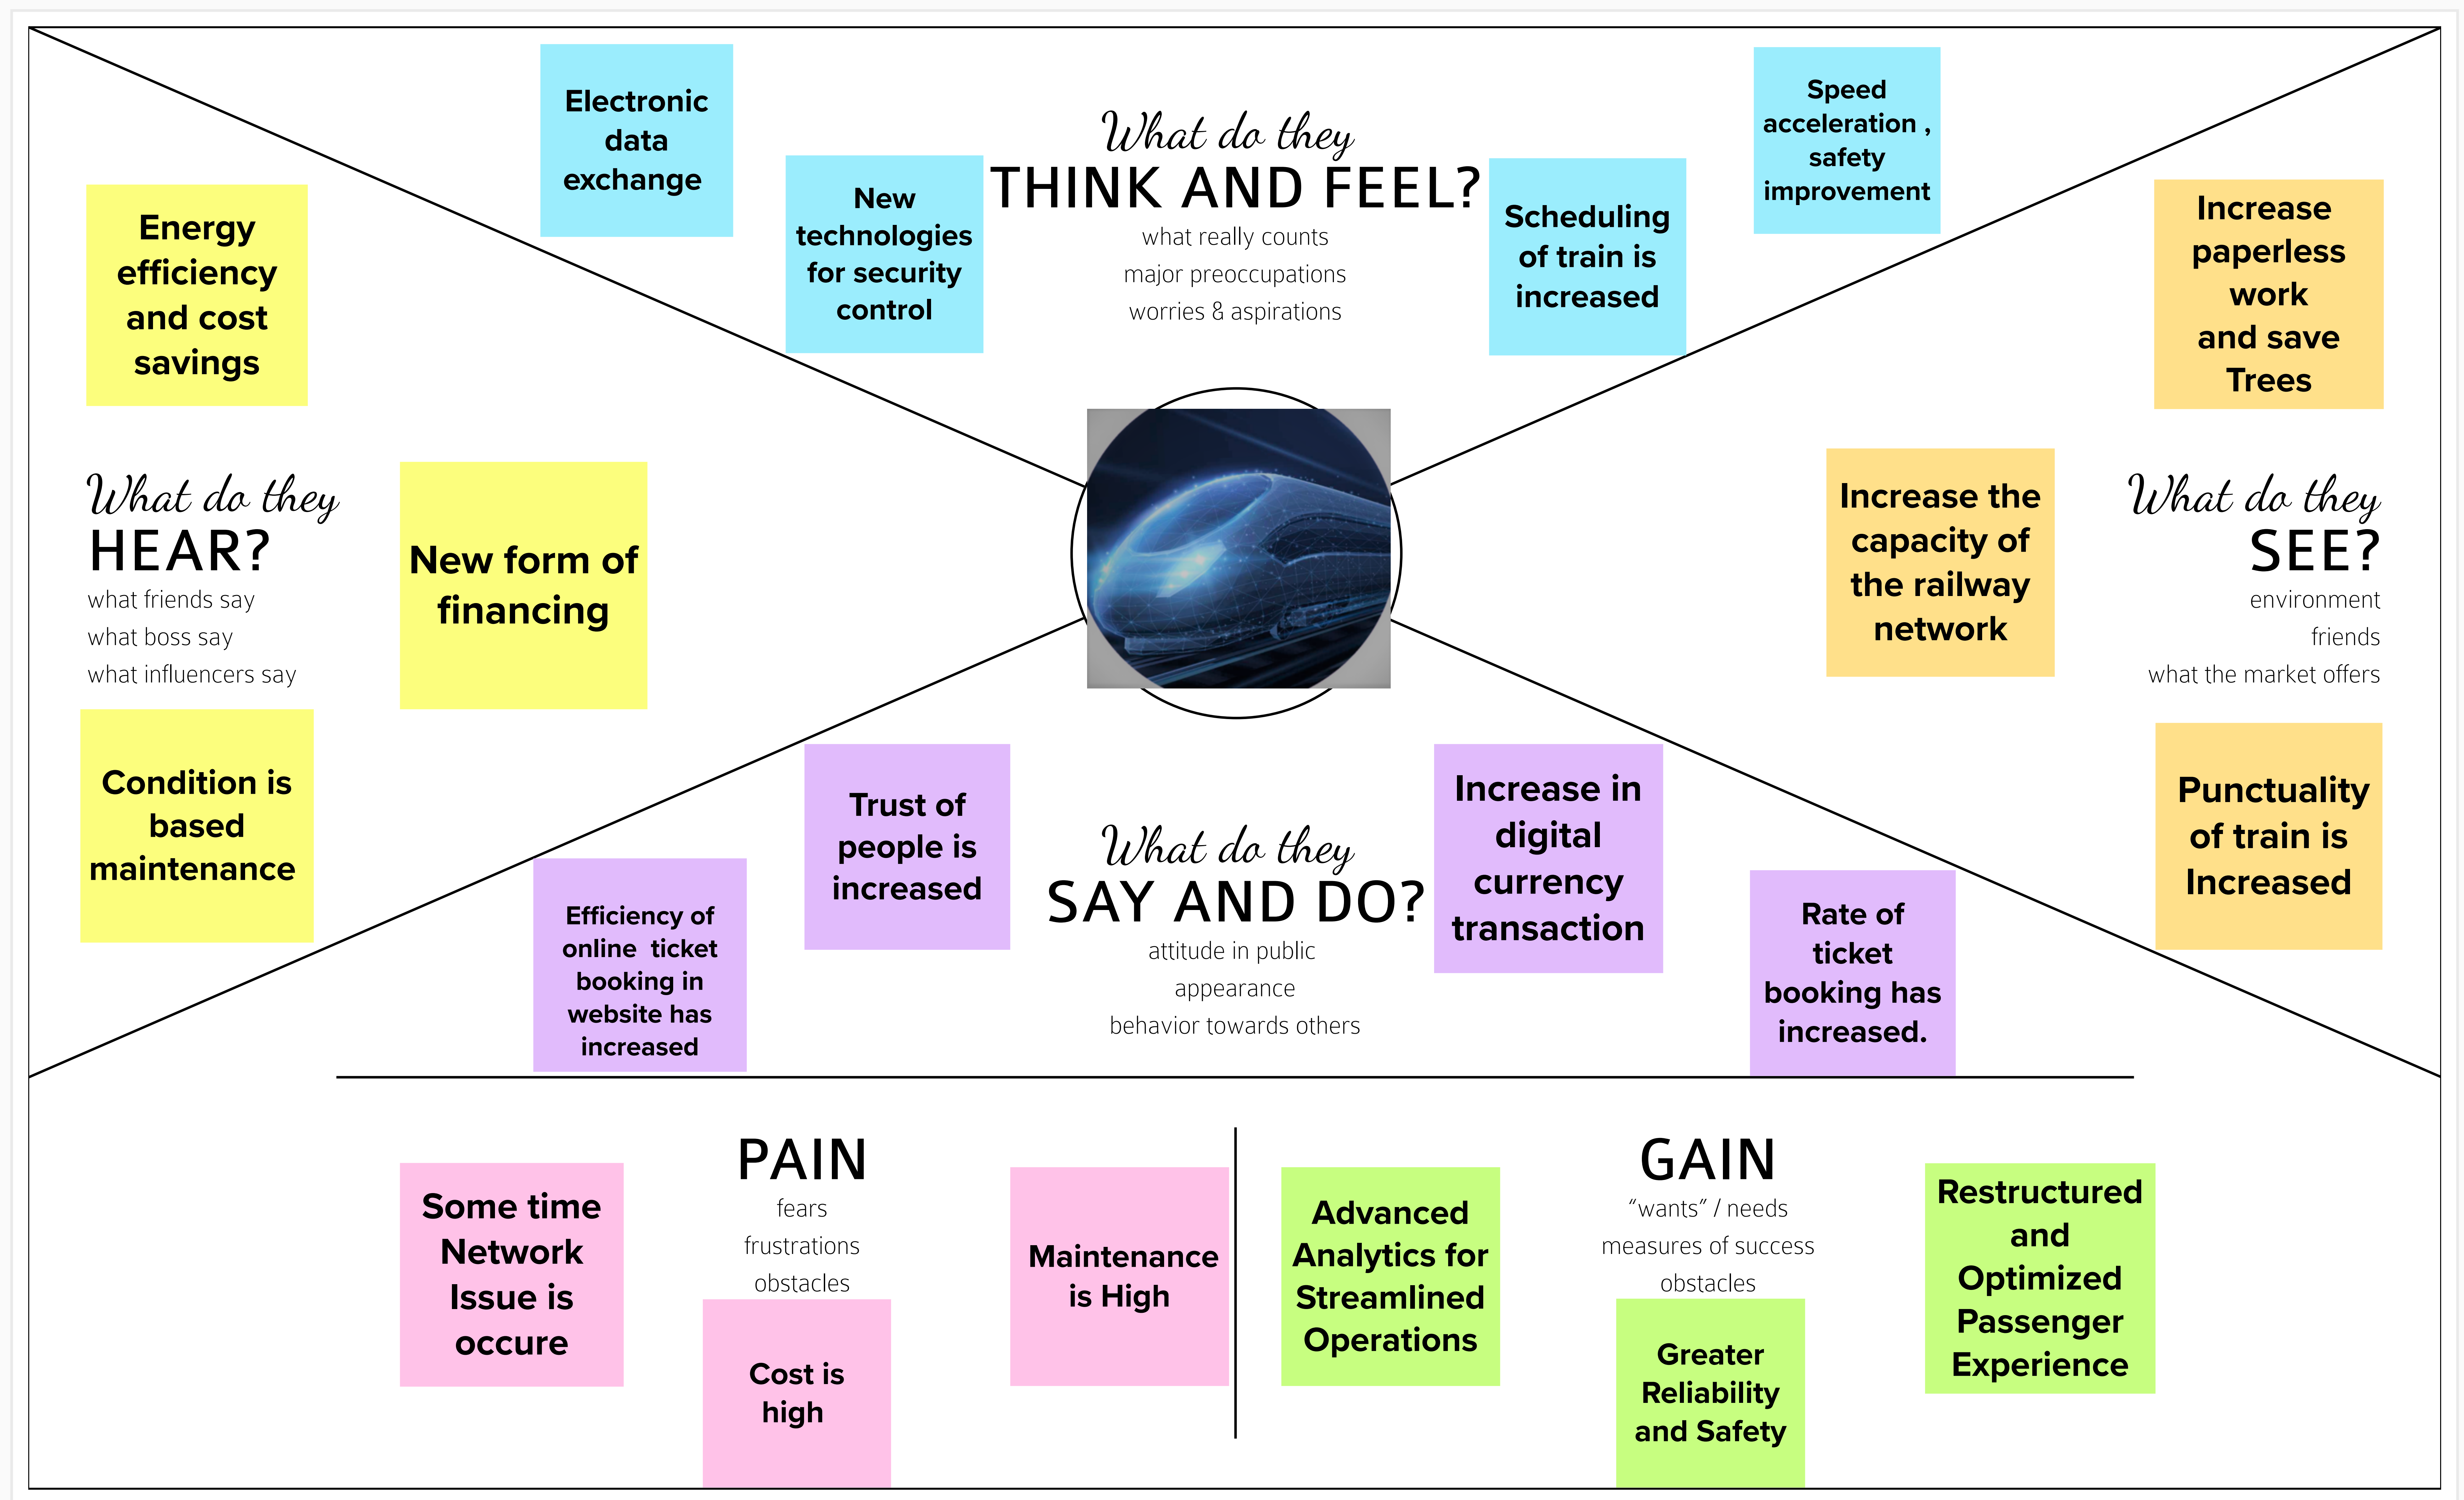 Electronic
data
exchange
New
technologies
for security
control
What do they
THINK AND FEEL?
what really counts
major preoccupations
worries & aspirations
Scheduling
of train is
increased
Speed
acceleration ,
safety
improvement
Energy
efficiency
and cost
savings
What do they
HEAR?
what friends say
what boss say
what influencers say
New form of
financing
Condition is
based
maintenance
Increase
paperless
work
and save
Trees
Increase the
capacity of
the railway
network
What do they
SEE?
environment
friends
what the market offers
Punctuality
of train is
Increased
Efficiency of
online  ticket
booking in
website has
increased
Trust of
people is
increased
What do they
SAY AND DO?
attitude in public
appearance
behavior towards others
Increase in
digital
currency
transaction
Rate of
ticket
booking has
increased.
Some time
Network
Issue is
occure
PAIN
fears
frustrations
obstacles
Cost is
high
Maintenance
is High
Advanced
Analytics for
Streamlined
Operations
GAIN
“wants” / needs
measures of success
obstacles
Greater
Reliability
and Safety
Restructured
and
Optimized
Passenger
Experience